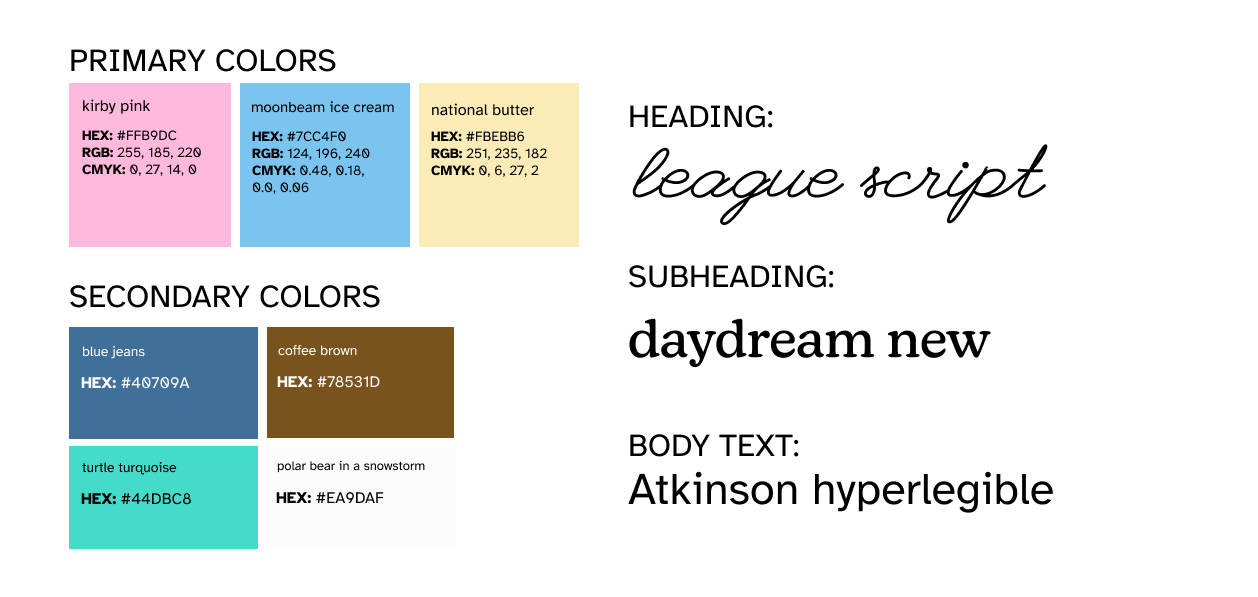 PRIMARY COLORS
kirby pink
HEX: #FFB9DC
RGB: 255, 185, 220
CMYK: 0, 27, 14, 0
moonbeam ice cream
HEX: #7CC4F0
RGB: 124, 196, 240
CMYK: 0.48, 0.18,
0.0, 0.06
national butter
HEX: #FBEBB6
RGB: 251, 235, 182
CMYK: 0, 6, 27, 2
SECONDARY COLORS
blue jeans
HEX: #40709A
coffee brown
HEX: #78531D
turtle turquoise
HEX: #44DBC8
polar bear in a snowstorm
HEX: #EA9DAF
HEADING:
league script
SUBHEADING:
daydream new
BODY TEXT:
Atkinson hyperlegible